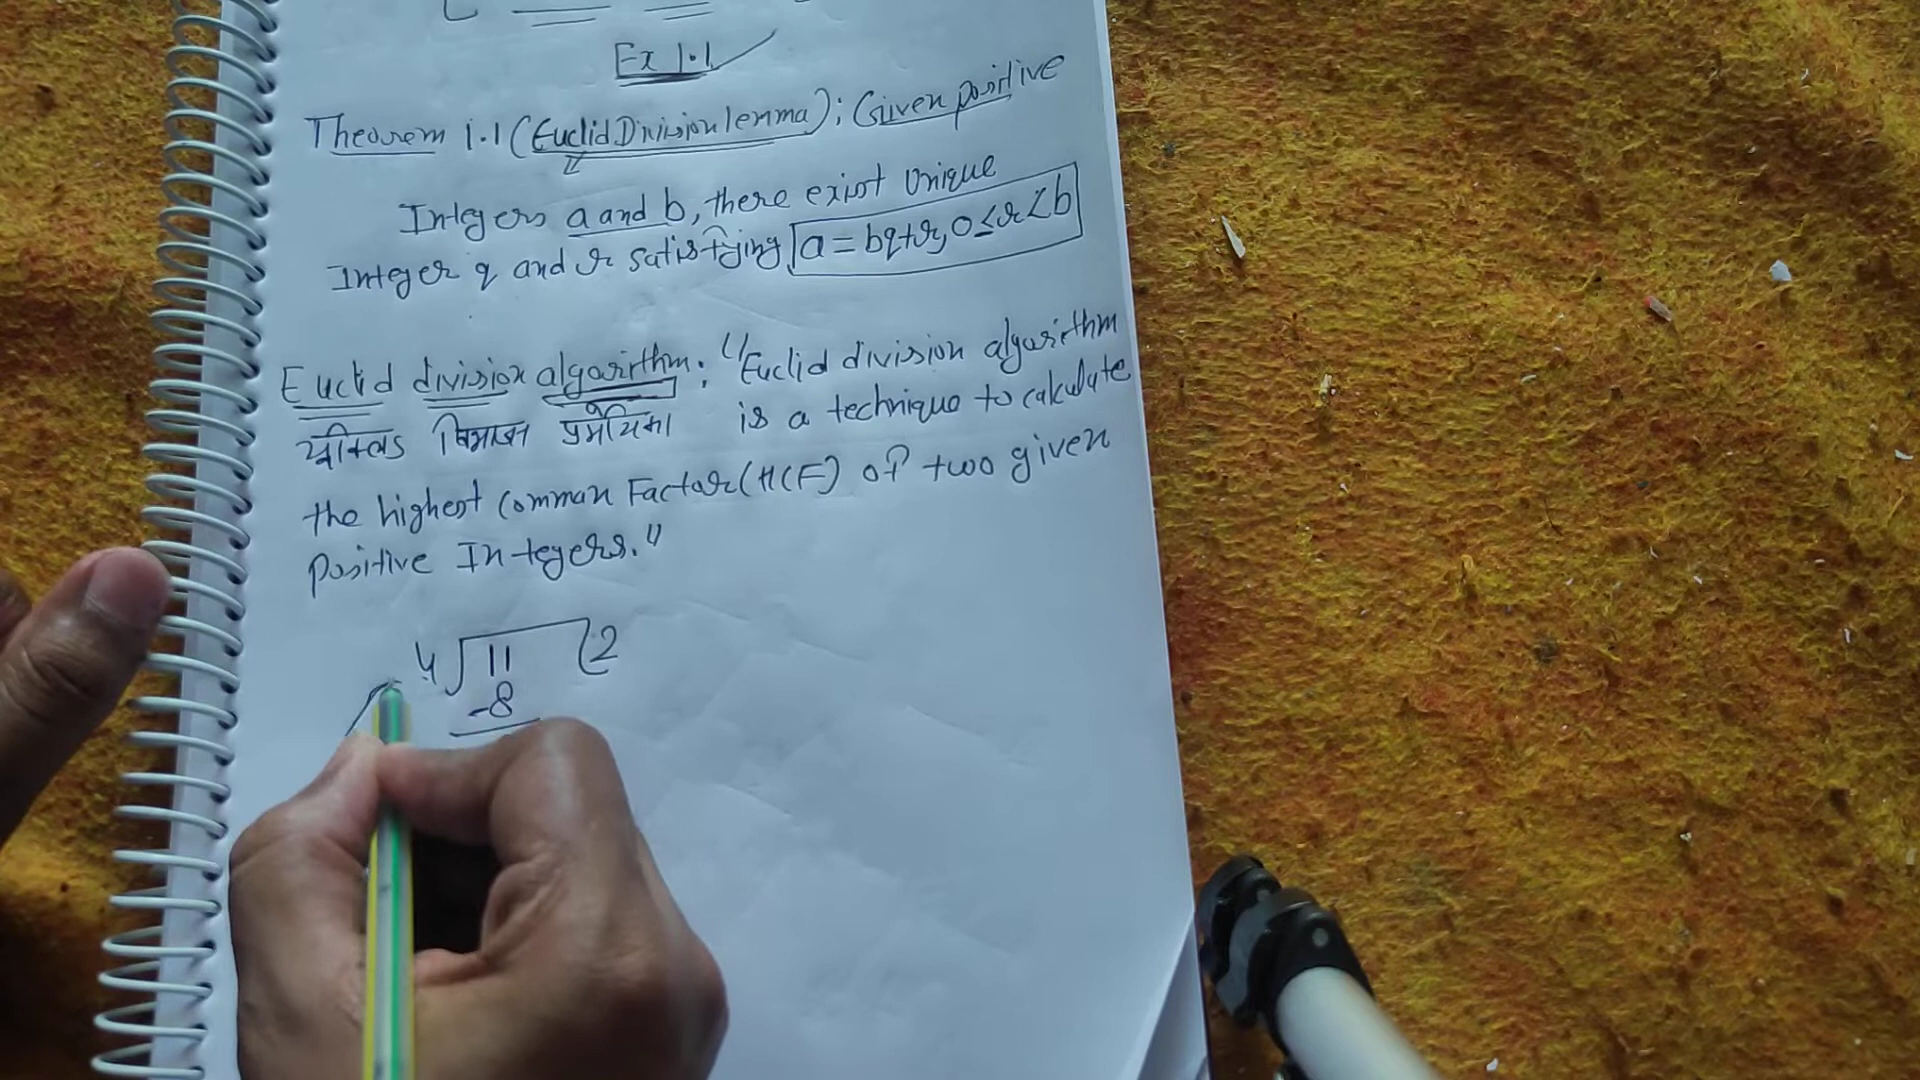 Ex 1.1
Theorem 1.1 (Euclid Division lemma); Given positive
Integers a and b, there exist unique
Integer q and r satisfying a = bq+r, 0≤r<b
Euclid division algorithm: "Euclid division algorithm
यूक्लिड विभाजन प्रमेयिका is a technique to calculate
the highest common Factor (HCF) of two given
positive Integers."
4 11 2
-8